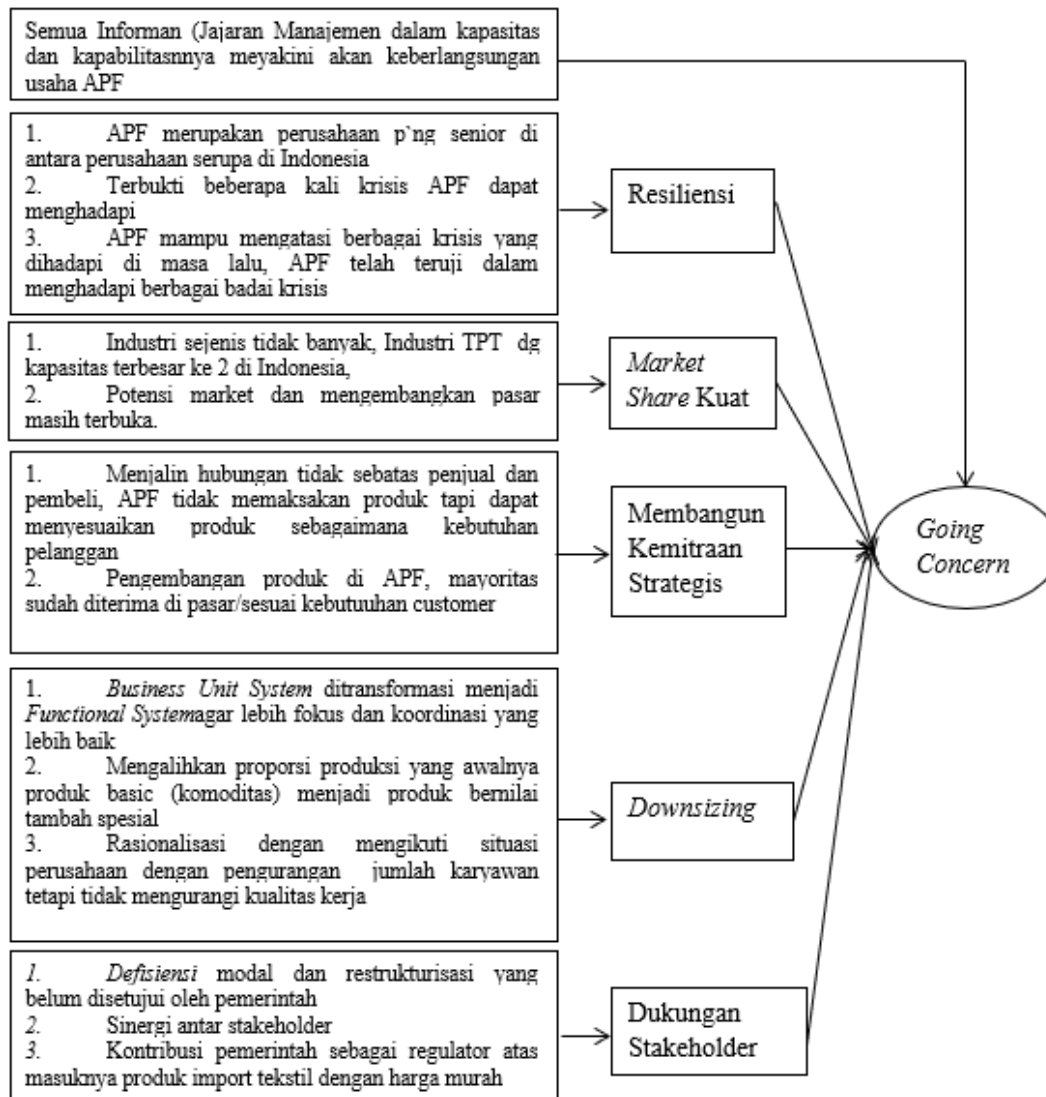 Semua Informan (Jajaran Manajemen dalam kapasitas
dan kapabilitasnnya meyakini akan keberlangsungan
usaha APF
1. APF merupakan perusahaan p`ng senior di
antara perusahaan serupa di Indonesia
2. Terbukti beberapa kali krisis APF dapat
menghadapi
3. APF mampu mengatasi berbagai krisis yang
dihadapi di masa lalu, APF telah teruji dalam
menghadapi berbagai badai krisis
Resiliensi
1. Industri sejenis tidak banyak, Industri TPT dg
kapasitas terbesar ke 2 di Indonesia,
2. Potensi market dan mengembangkan pasar
masih terbuka.
Market
Share Kuat
1. Menjalin hubungan tidak sebatas penjual dan
pembeli, APF tidak memaksakan produk tapi dapat
menyesuaikan produk sebagaimana kebutuhan
pelanggan
2. Pengembangan produk di APF, mayoritas
sudah diterima di pasar/sesuai kebutuuhan customer
Membangun
Kemitraan
Strategis
Going
Concern
1. Business Unit System ditransformasi menjadi
Functional Systemagar lebih fokus dan koordinasi yang
lebih baik
2. Mengalihkan proporsi produksi yang awalnya
produk basic (komoditas) menjadi produk bernilai
tambah spesial
3. Rasionalisasi dengan mengikuti situasi
perusahaan dengan pengurangan jumlah karyawan
tetapi tidak mengurangi kualitas kerja
Downsizing
1. Defisiensi modal dan restrukturisasi yang
belum disetujui oleh pemerintah
2. Sinergi antar stakeholder
3. Kontribusi pemerintah sebagai regulator atas
masuknya produk import tekstil dengan harga murah
Dukungan
Stakeholder